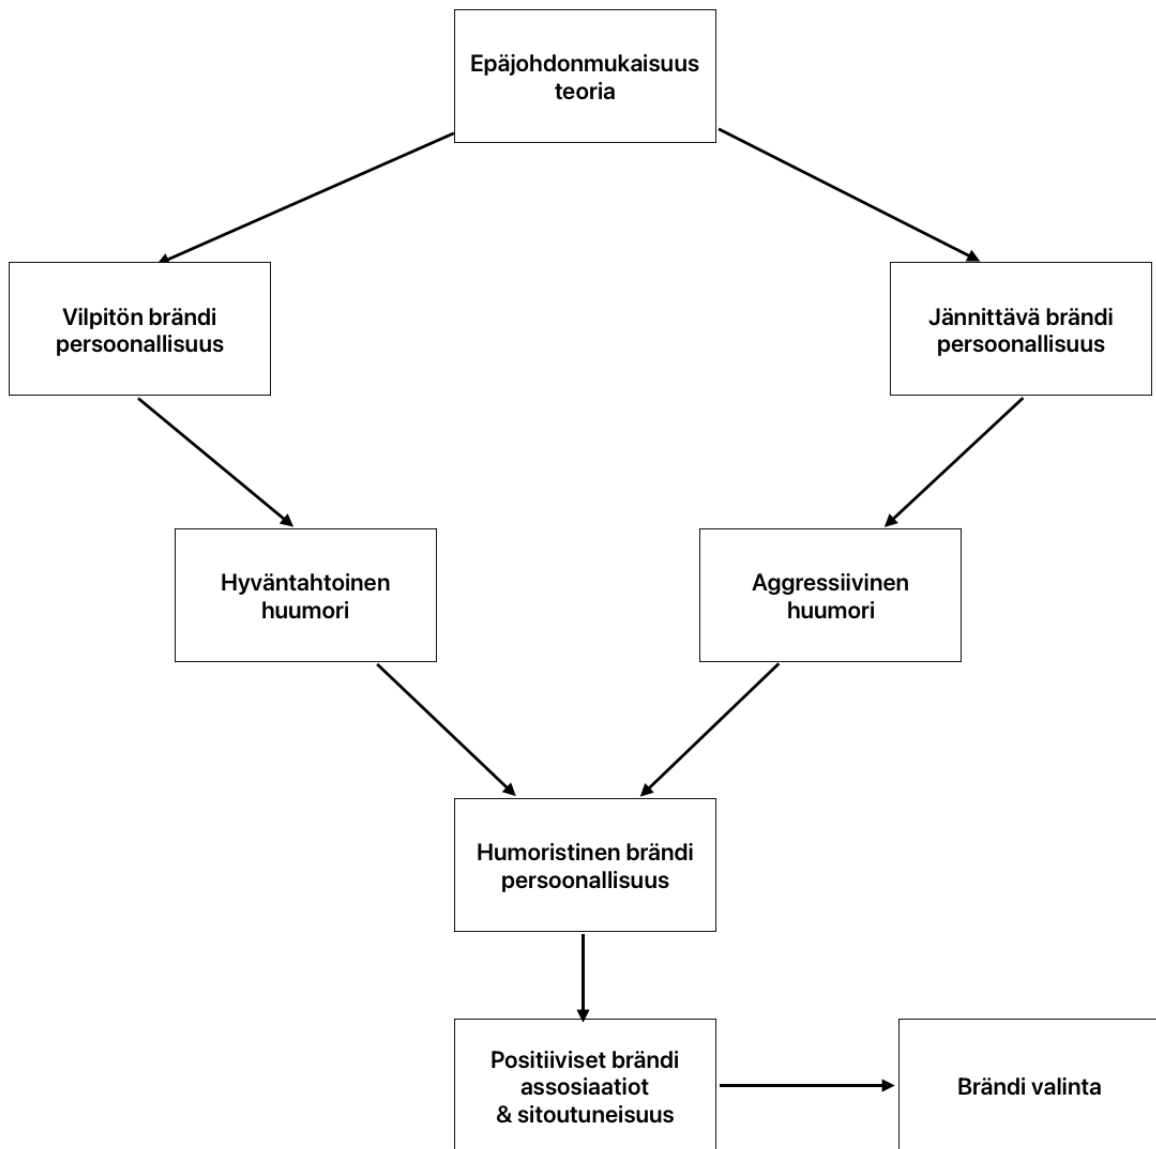 Epäjohdonmukaisuus
teoria
Vilpitön brändi
persoonallisuus
Jännittävä brändi
persoonallisuus
Hyväntahtoinen
huumori
Aggressiivinen
huumori
Humoristinen brändi
persoonallisuus
Positiiviset brändi
assosiaatiot
& sitoutuneisuus
Brändi valinta